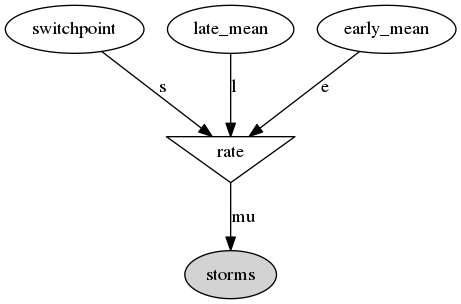 switchpoint
late_mean
early_mean
s
l
e
rate
mu
storms